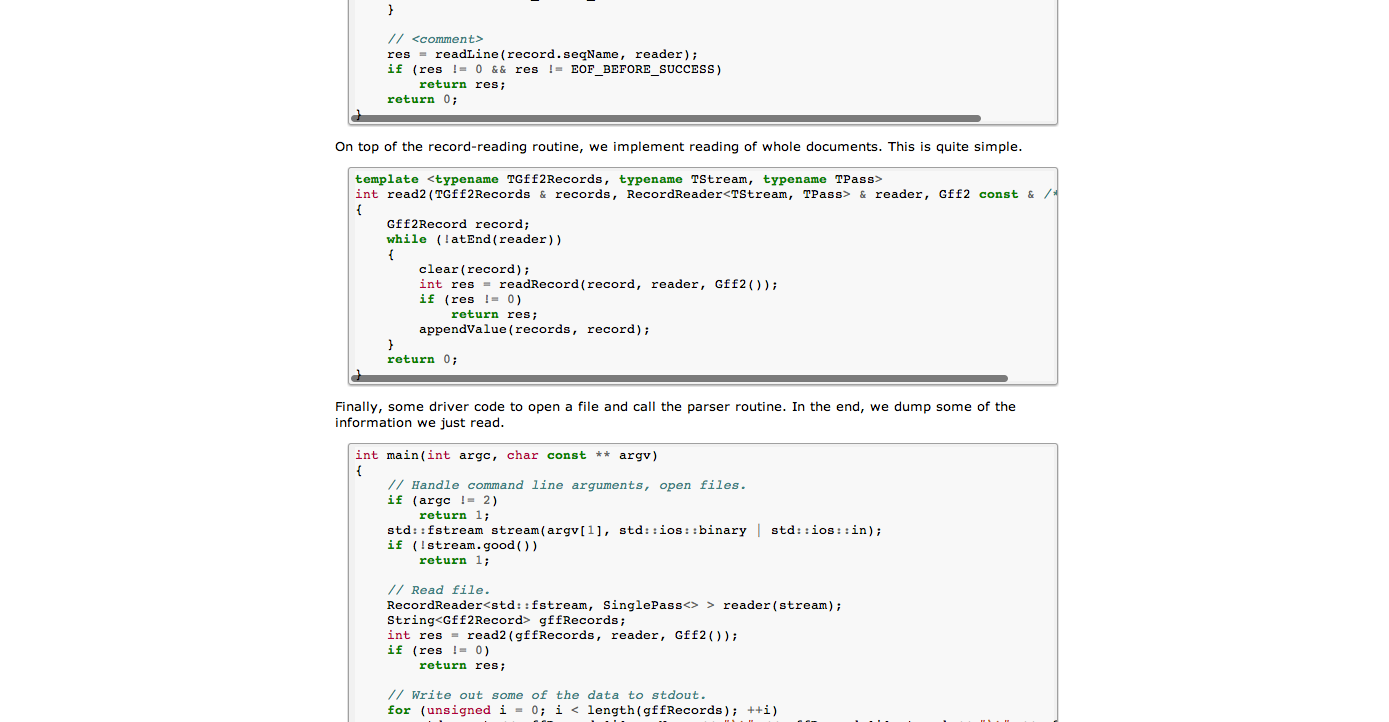 }
// <comment>
res = readLine(record.seqName, reader);
if (res != 0 && res != EOF_BEFORE_SUCCESS)
return res;
return 0;
}
On top of the record-reading routine, we implement reading of whole documents. This is quite simple.
template <typename TGff2Records, typename TStream, typename TPass>
int read2(TGff2Records & records, RecordReader<TStream, TPass> & reader, Gff2 const & /*
{
Gff2Record record;
while (!atEnd(reader))
{
clear(record);
int res = readRecord(record, reader, Gff2());
if (res != 0)
return res;
appendValue(records, record);
}
return 0;
}
Finally, some driver code to open a file and call the parser routine. In the end, we dump some of the
information we just read.
int main(int argc, char const ** argv)
{
// Handle command line arguments, open files.
if (argc != 2)
return 1;
std::fstream stream(argv[1], std::ios::binary | std::ios::in);
if (!stream.good())
return 1;
// Read file.
RecordReader<std::fstream, SinglePass<> > reader(stream);
String<Gff2Record> gffRecords;
int res = read2(gffRecords, reader, Gff2());
if (res != 0)
return res;
// Write out some of the data to stdout.
for (unsigned i = 0; i < length(gffRecords); ++i)